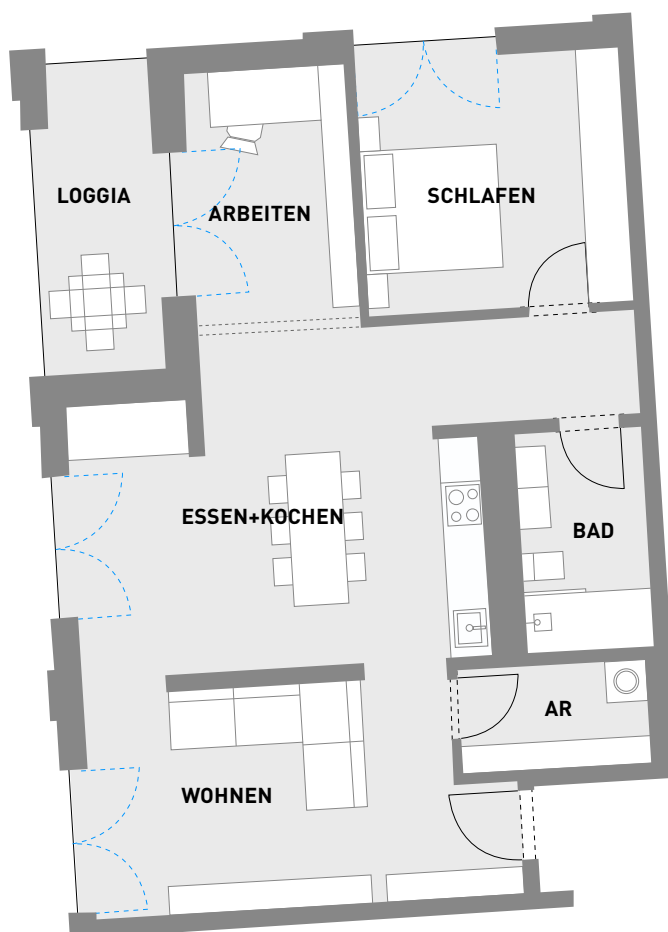 LOGGIA
ARBEITEN
SCHLAFEN
ESSEN+KOCHEN
BAD
AR
WOHNEN